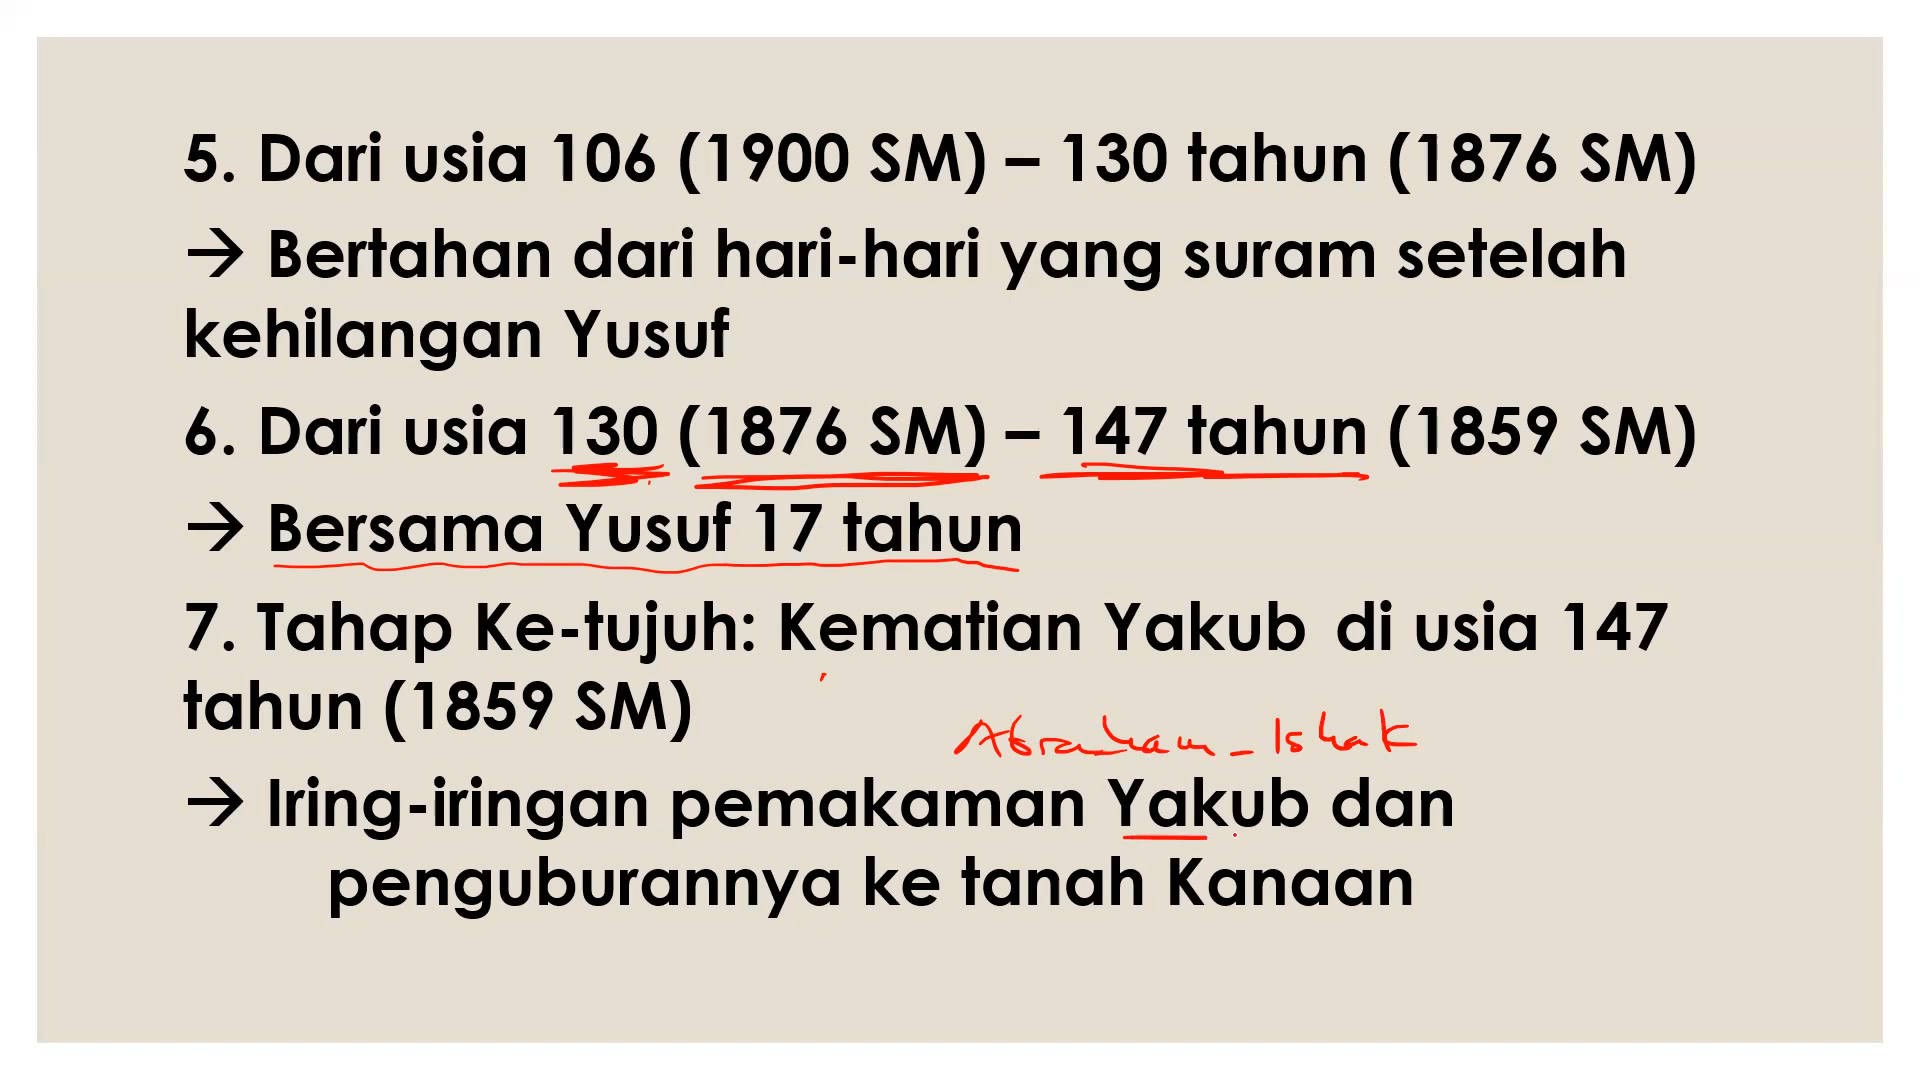 5. Dari usia 106 (1900 SM) – 130 tahun (1876 SM)
→ Bertahan dari hari-hari yang suram setelah
kehilangan Yusuf
6. Dari usia 130 (1876 SM) – 147 tahun (1859 SM)
→ Bersama Yusuf 17 tahun
7. Tahap Ke-tujuh: Kematian Yakub di usia 147
tahun (1859 SM)
Abraham - Ishak
→ Iring-iringan pemakaman Yakub dan
penguburannya ke tanah Kanaan